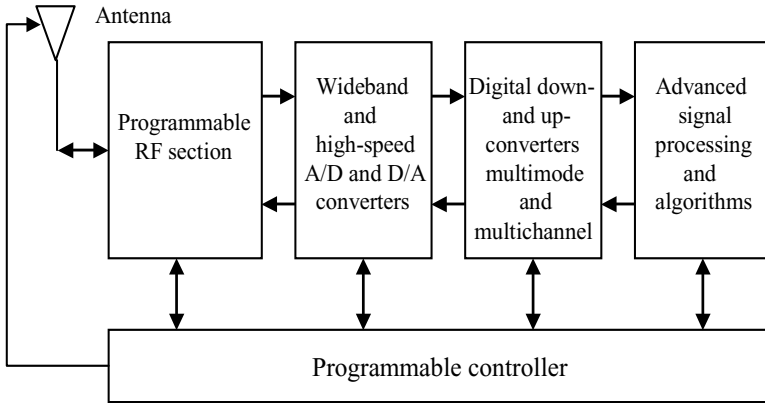 Antenna
Programmable
RF section
Wideband
and
high-speed
A/D and D/A
converters
Digital down-
and up-
converters
multimode
and
multichannel
Advanced
signal
processing
and
algorithms
Programmable controller